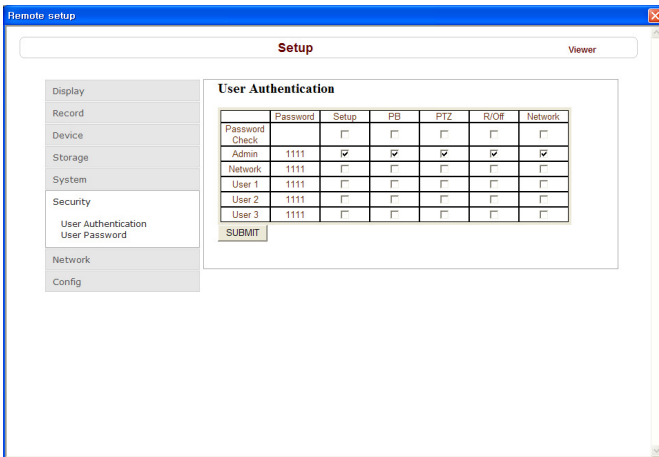 Remote setup
Setup
Viewer
Display
Record
Device
Storage
System
Security
User Authentication
User Password
Network
Config
User Authentication
Password Setup PB PTZ R/Off Network
Password Check
Admin 1111
Network 1111
User 1 1111
User 2 1111
User 3 1111
SUBMIT